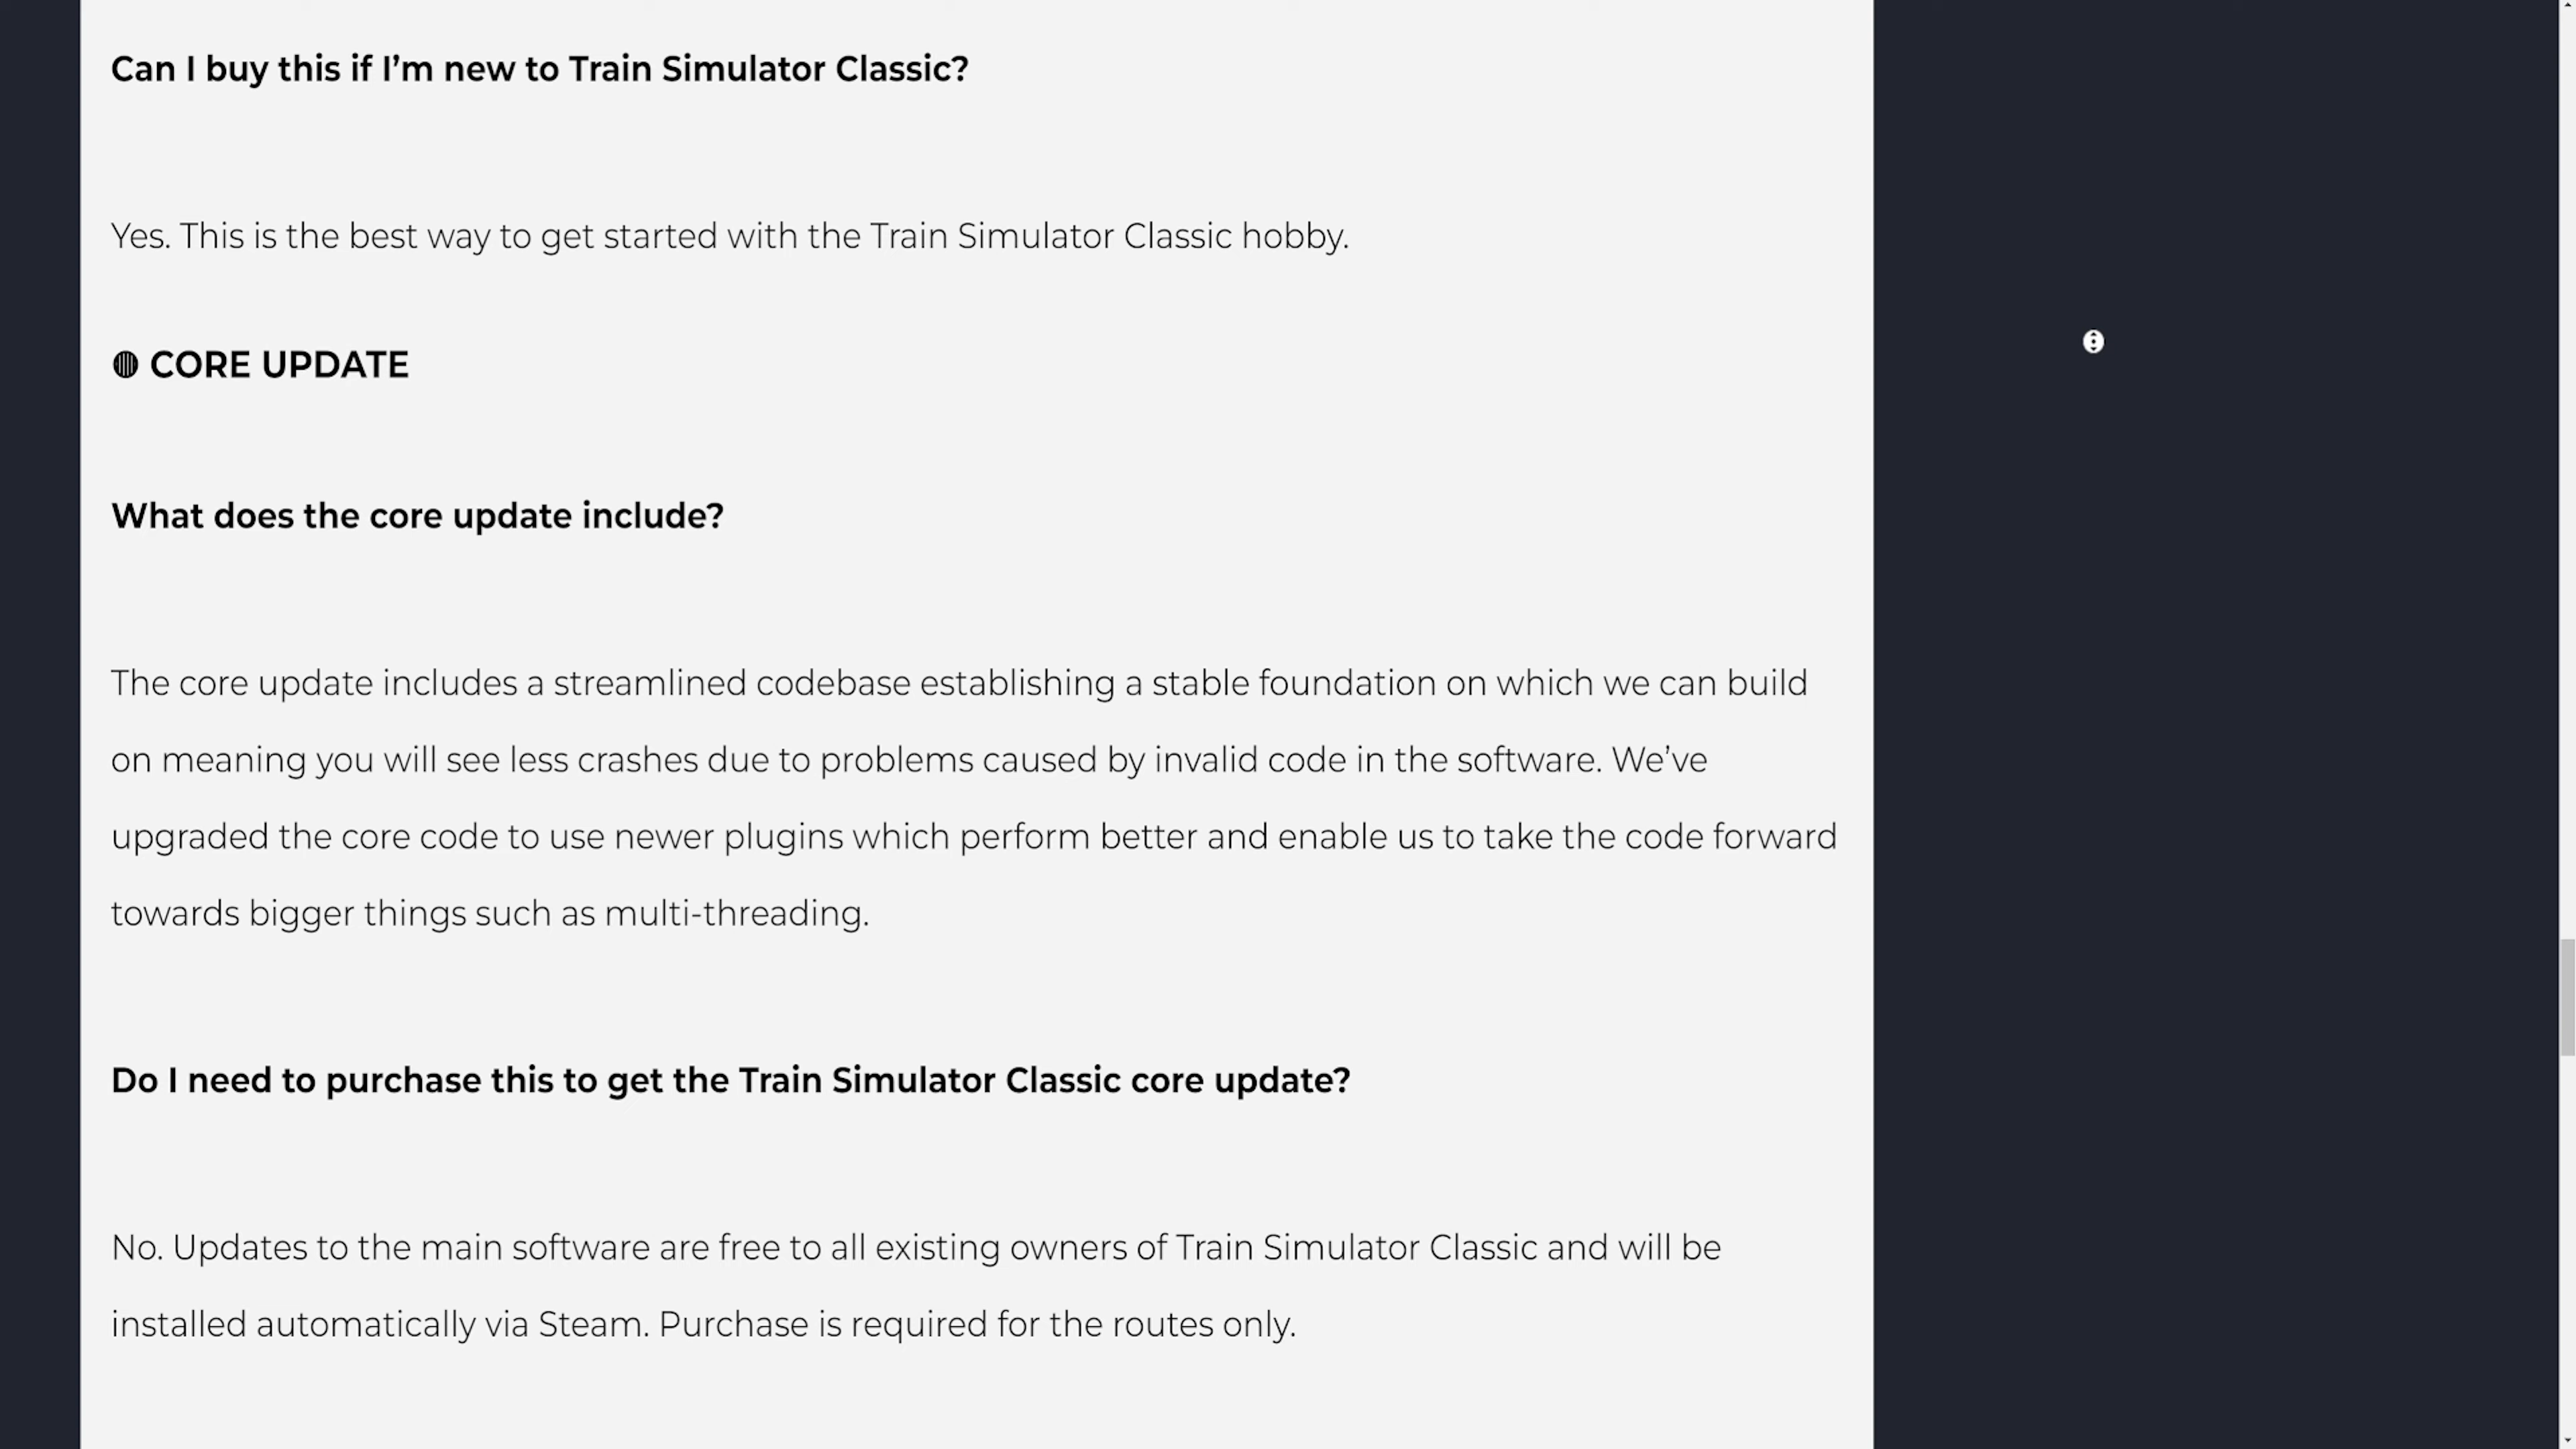 Can I buy this if I’m new to Train Simulator Classic?
Yes. This is the best way to get started with the Train Simulator Classic hobby.
◍ CORE UPDATE
What does the core update include?
The core update includes a streamlined codebase establishing a stable foundation on which we can build
on meaning you will see less crashes due to problems caused by invalid code in the software. We’ve
upgraded the core code to use newer plugins which perform better and enable us to take the code forward
towards bigger things such as multi-threading.
Do I need to purchase this to get the Train Simulator Classic core update?
No. Updates to the main software are free to all existing owners of Train Simulator Classic and will be
installed automatically via Steam. Purchase is required for the routes only.